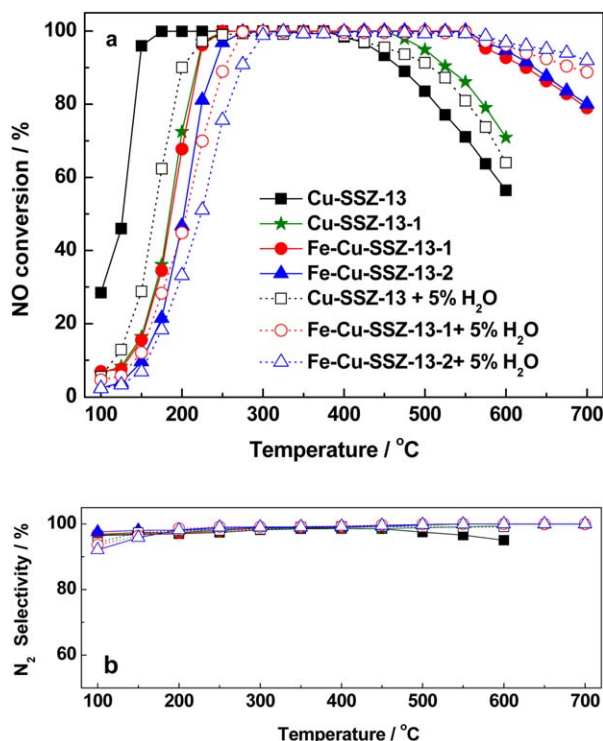 100
a
80
60
40
20
0
NO conversion / %
Cu-SSZ-13
Cu-SSZ-13-1
Fe-Cu-SSZ-13-1
Fe-Cu-SSZ-13-2
Cu-SSZ-13 + 5% H₂O
Fe-Cu-SSZ-13-1+ 5% H₂O
Fe-Cu-SSZ-13-2+ 5% H₂O
100 200 300 400 500 600 700
Temperature / °C
100
80
60
N₂ Selectivity / %
b
100 200 300 400 500 600 700
Temperature / °C